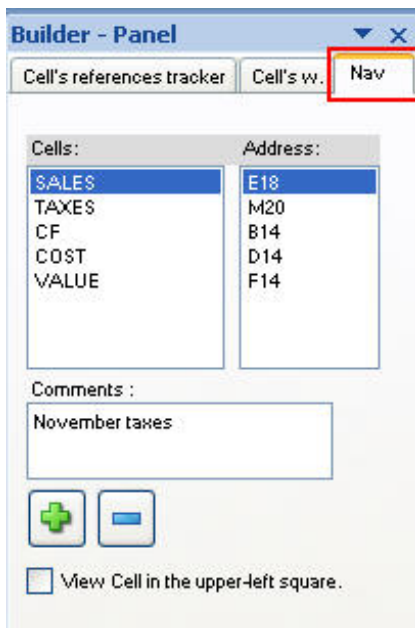 Builder - Panel
Cell's references tracker Cell's w. Nav
Cells: Address:
SALES E18
TAXES M20
CF B14
COST D14
VALUE F14
Comments :
November taxes
View Cell in the upper-left square.